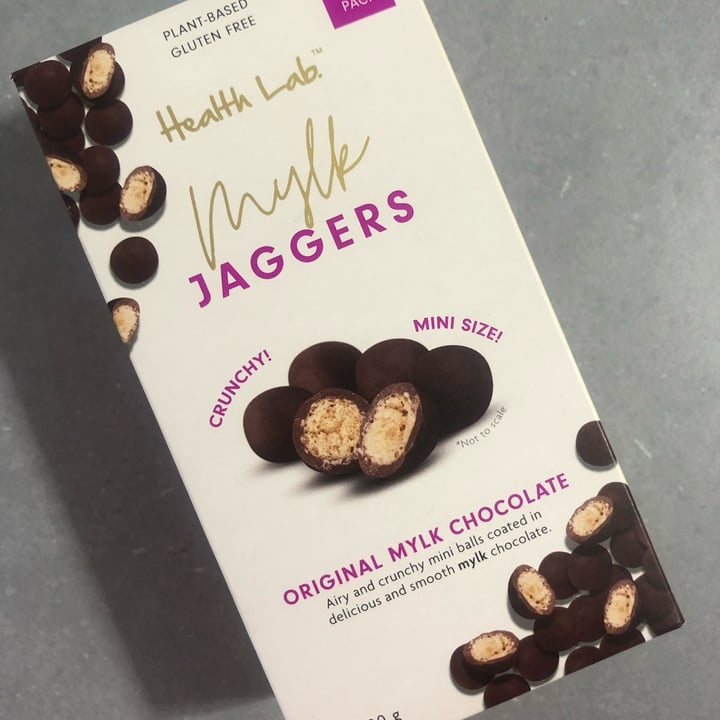 PLANT-BASED
GLUTEN FREE
Health Lab.™
Mylk
JAGGERS
CRUNCHY!
MINI SIZE!
*Not to scale
ORIGINAL MYLK CHOCOLATE
Airy and crunchy mini balls coated in
delicious and smooth mylk chocolate.